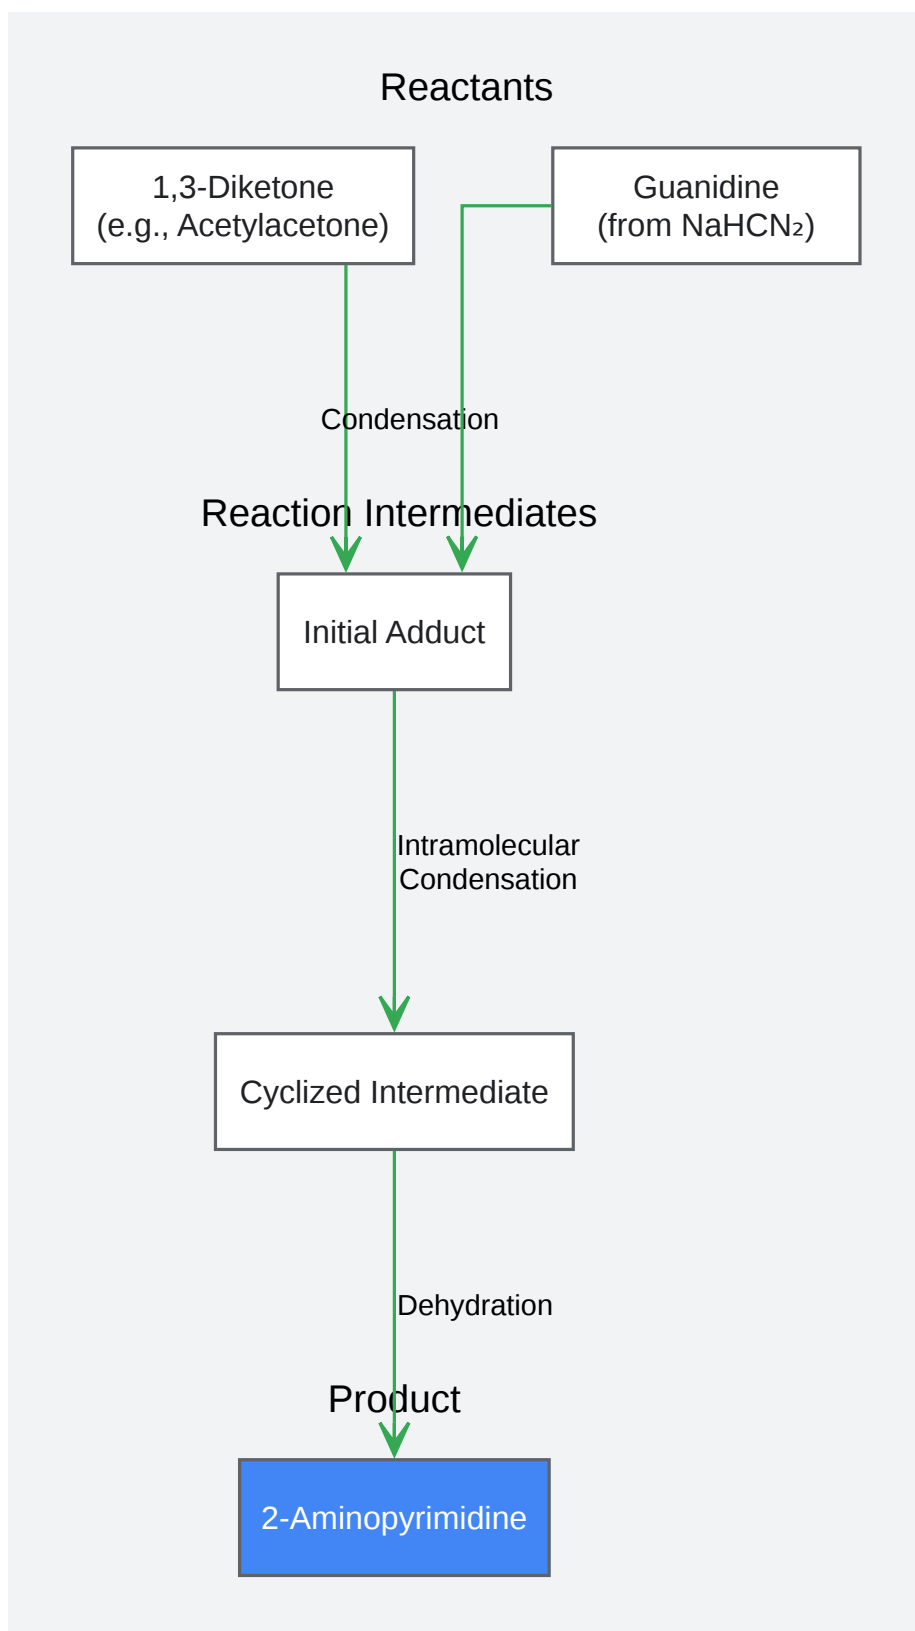 Reactants
1,3-Diketone
(e.g., Acetylacetone)
Guanidine
(from NaHCN₂)
Condensation
Reaction Intermediates
Initial Adduct
Intramolecular
Condensation
Cyclized Intermediate
Dehydration
Product
2-Aminopyrimidine